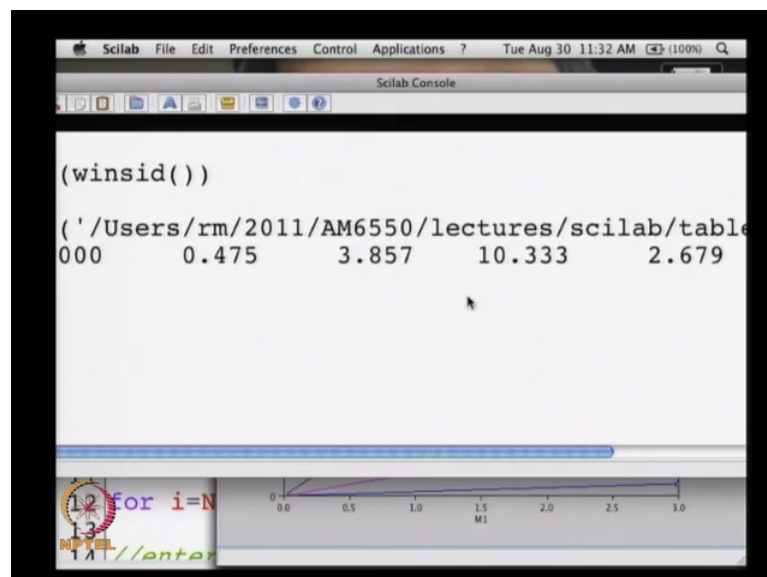 Scilab File Edit Preferences Control Applications ? Tue Aug 30 11:32 AM (100%)
Scilab Console
(winsid())
('/Users/rm/2011/AM6550/lectures/scilab/table
000 0.475 3.857 10.333 2.679
12 for i=N
13
14 //enter
0
0.0 0.5 1.0 1.5 2.0 2.5 3.0
M1
NPTEL